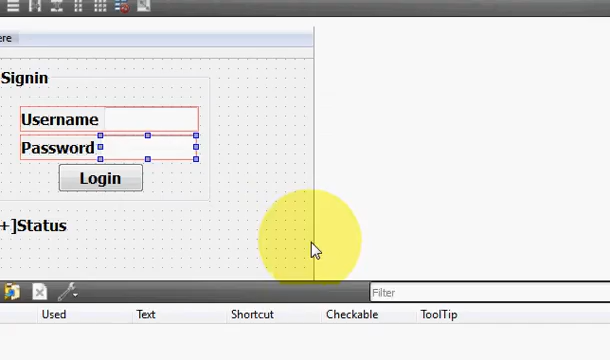 ere
Signin
Username
Password
Login
+]Status
Filter
Used Text Shortcut Checkable ToolTip